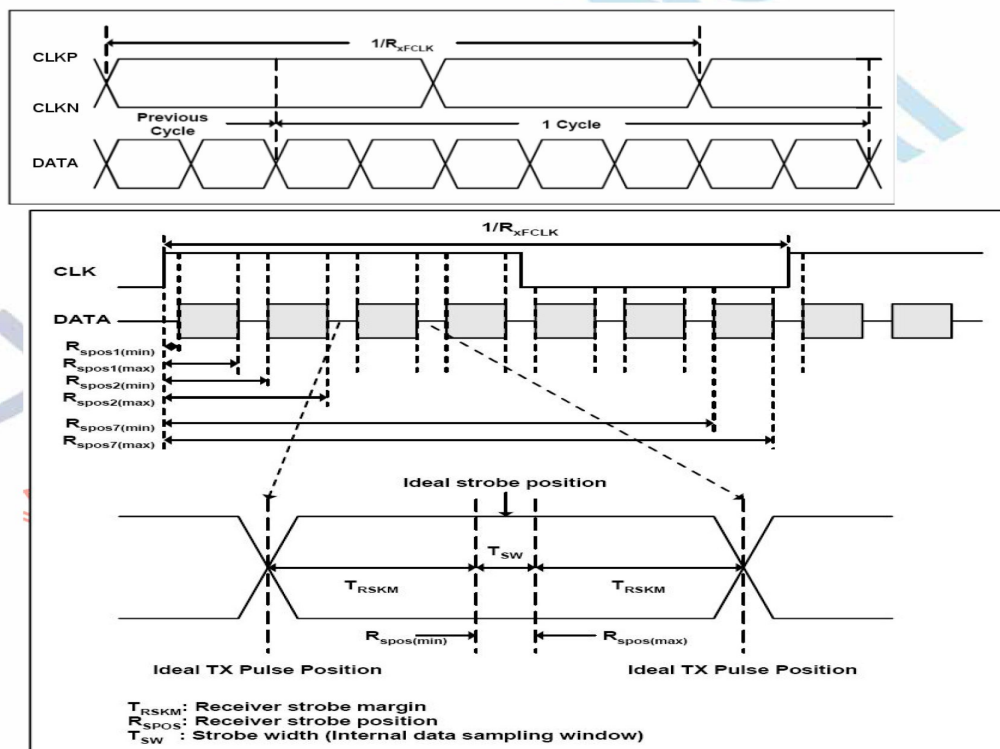 1/RxFCLK
CLKP
CLKN
Previous
Cycle
1 Cycle
DATA
1/RxFCLK
CLK
DATA
Rspos1(min)
Rspos1(max)
Rspos2(min)
Rspos2(max)
Rspos7(min)
Rspos7(max)
Ideal strobe position
TSW
TRSKM
TRSKM
Rspos(min)
Rspos(max)
Ideal TX Pulse Position
Ideal TX Pulse Position
TRSKM: Receiver strobe margin
RSPOS: Receiver strobe position
TSW : Strobe width (Internal data sampling window)